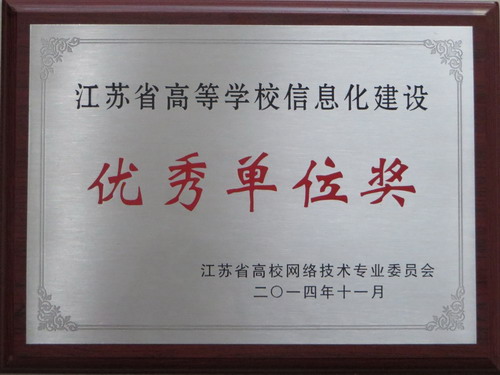 江苏省高等学校信息化建设
优秀单位奖
江苏省高校网络技术专业委员会
二〇一四年十一月